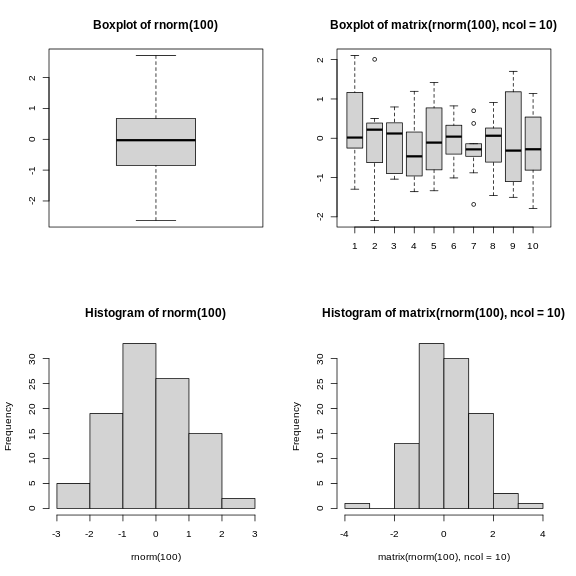 Boxplot of rnorm(100)
2
1
0
-1
-2
Boxplot of matrix(rnorm(100), ncol = 10)
2
1
0
-1
-2
1 2 3 4 5 6 7 8 9 10
Histogram of rnorm(100)
Frequency
30
25
20
15
10
5
0
-3 -2 -1 0 1 2 3
rnorm(100)
Histogram of matrix(rnorm(100), ncol = 10)
Frequency
30
25
20
15
10
5
0
-4 -2 0 2 4
matrix(rnorm(100), ncol = 10)